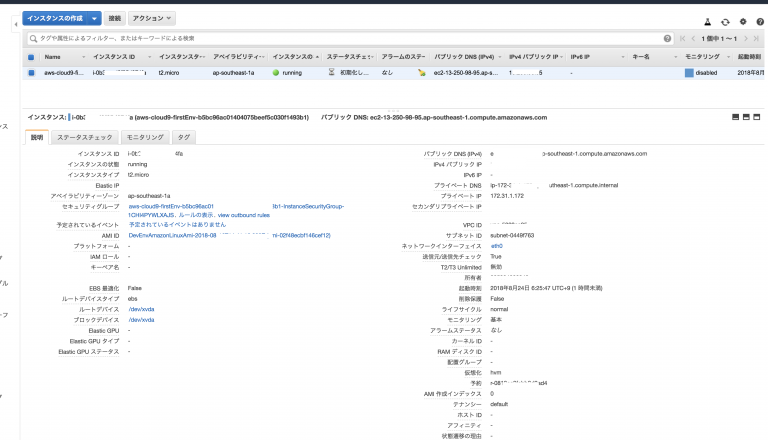 インスタンスの作成 接続 アクション
タグや属性によるフィルター、またはキーワードによる検索 1 個中 1 ～ 1
Name インスタンス ID インスタンスタ アベイラビリティー インスタンスの ステータスチェ アラームのステー パブリック DNS (IPv4) IPv4 パブリック IP IPv6 IP キー名 モニタリング 起動時刻
aws-cloud9-fi... t2.micro ap-southeast-1a running 初期化し... なし ec2-13-250-98-95.ap-s... - disabled 2018年8月
インスタンス: (aws-cloud9-firstEnv-b5bc96ac01404075beef5c030f1493b1) パブリック DNS: ec2-13-250-98-95.ap-southeast-1.compute.amazonaws.com
説明 ステータスチェック モニタリング タグ
インスタンス ID
インスタンスの状態 running
インスタンスタイプ t2.micro
Elastic IP
アベイラビリティーゾーン ap-southeast-1a
セキュリティグループ aws-cloud9-firstEnv-b5bc96ac01 InstanceSecurityGroup-
1CHI4PYWLXAJS. ルールの表示. view outbound rules
予定されているイベント 予定されているイベントはありません
AMI ID DevEnvAmazonLinuxAmi-2018-08
プラットフォーム -
IAM ロール -
キーペア名 -
EBS 最適化 False
ルートデバイスタイプ ebs
ルートデバイス /dev/xvda
ブロックデバイス /dev/xvda
Elastic GPU -
Elastic GPU タイプ -
Elastic GPU ステータス -
パブリック DNS (IPv4) southeast-1.compute.amazonaws.com
IPv4 パブリック IP
IPv6 IP -
プライベート DNS ip-172-3 .compute.internal
プライベート IP 172.31.1.172
セカンダリプライベート IP
VPC ID
サブネット ID subnet-0449f763
ネットワークインターフェイス eth0
送信元/送信先チェック True
T2/T3 Unlimited 無効
所有者
起動時刻 2018年8月24日 6:25:47 UTC+9 (1 時間未満)
削除保護 False
ライフサイクル normal
モニタリング 基本
アラームステータス なし
カーネル ID -
RAM ディスク ID -
配置グループ -
仮想化 hvm
予約
AMI 作成インデックス 0
テナンシー default
ホスト ID -
アフィニティ -
状態遷移の理由 -